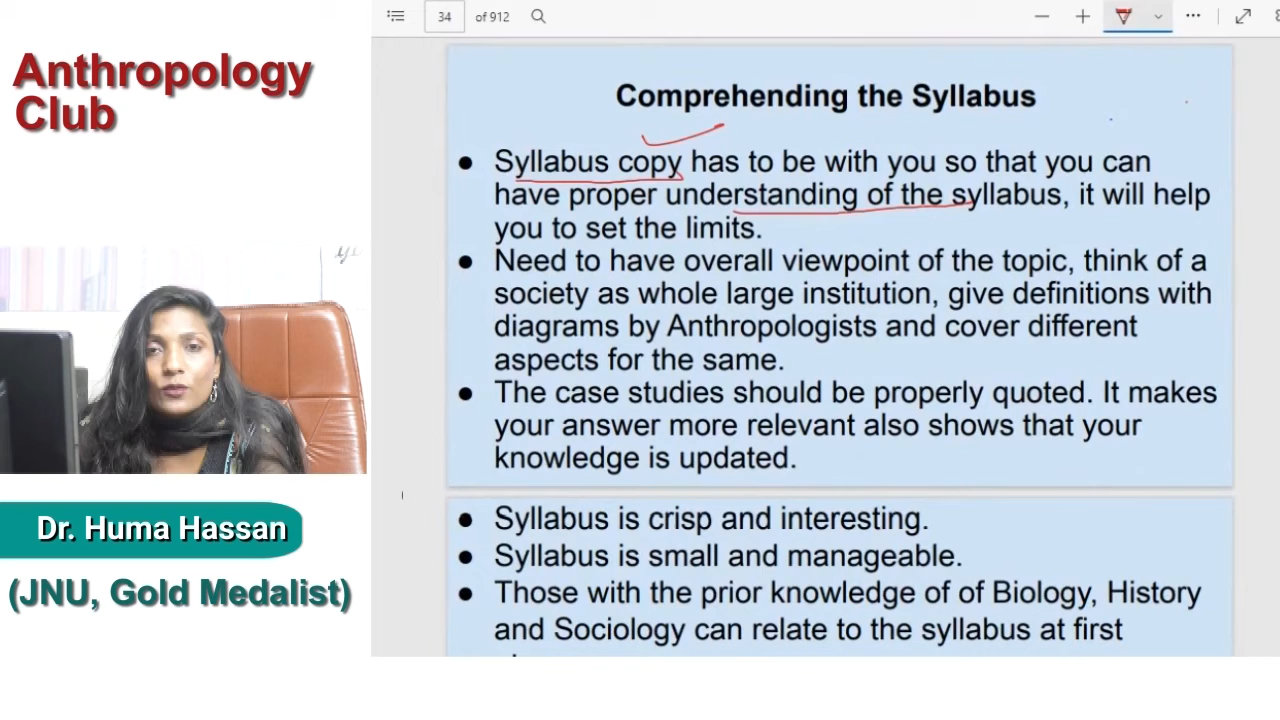 Anthropology
Club
Dr. Huma Hassan
(JNU, Gold Medalist)
34 of 912
Comprehending the Syllabus
● Syllabus copy has to be with you so that you can
have proper understanding of the syllabus, it will help
you to set the limits.
● Need to have overall viewpoint of the topic, think of a
society as whole large institution, give definitions with
diagrams by Anthropologists and cover different
aspects for the same.
● The case studies should be properly quoted. It makes
your answer more relevant also shows that your
knowledge is updated.
● Syllabus is crisp and interesting.
● Syllabus is small and manageable.
● Those with the prior knowledge of of Biology, History
and Sociology can relate to the syllabus at first